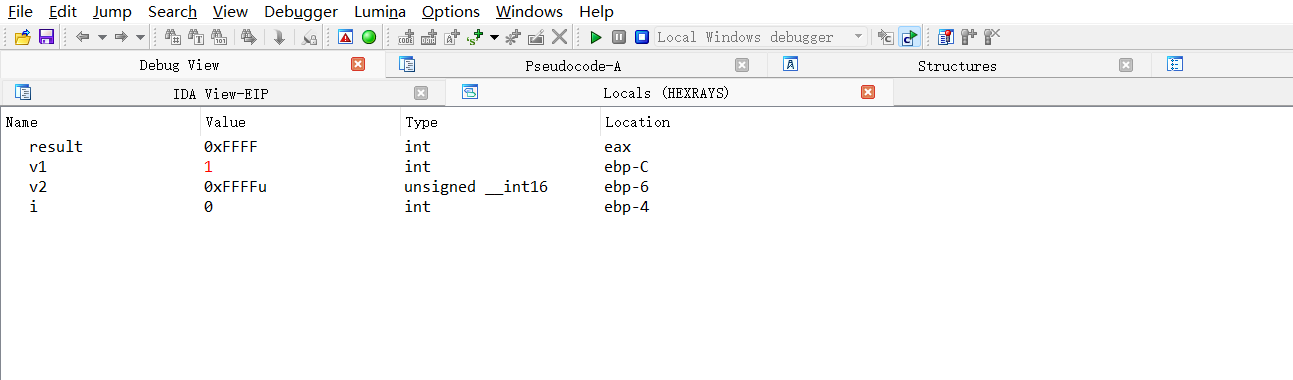 File Edit Jump Search View Debugger Lumina Options Windows Help
Local Windows debugger
Debug View Pseudocode-A Structures
IDA View-EIP Locals (HEXRAYS)
Name Value Type Location
result 0xFFFF int eax
v1 1 int ebp-C
v2 0xFFFFu unsigned __int16 ebp-6
i 0 int ebp-4